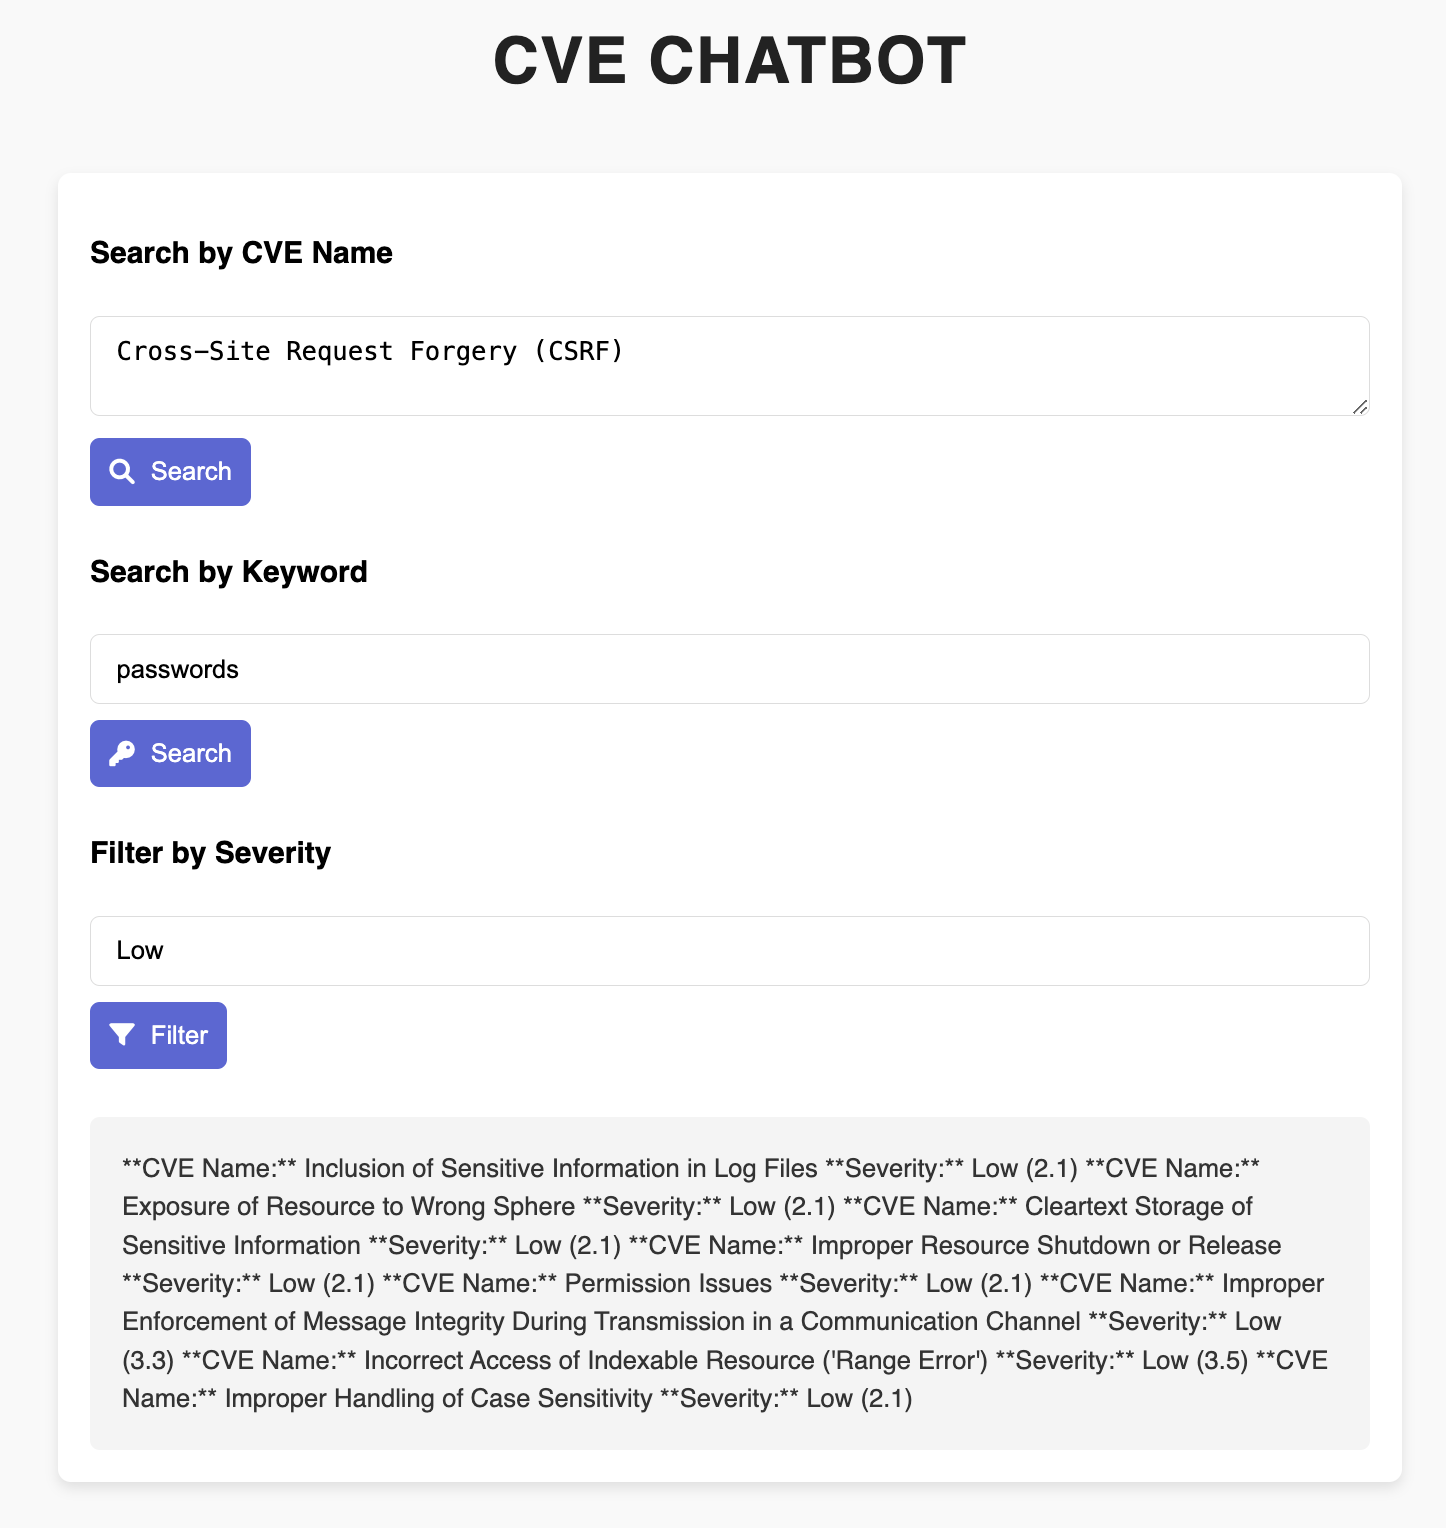 CVE CHATBOT
Search by CVE Name
Cross-Site Request Forgery (CSRF)
Search
Search by Keyword
passwords
Search
Filter by Severity
Low
Filter
**CVE Name:** Inclusion of Sensitive Information in Log Files **Severity:** Low (2.1) **CVE Name:**
Exposure of Resource to Wrong Sphere **Severity:** Low (2.1) **CVE Name:** Cleartext Storage of
Sensitive Information **Severity:** Low (2.1) **CVE Name:** Improper Resource Shutdown or Release
**Severity:** Low (2.1) **CVE Name:** Permission Issues **Severity:** Low (2.1) **CVE Name:** Improper
Enforcement of Message Integrity During Transmission in a Communication Channel **Severity:** Low
(3.3) **CVE Name:** Incorrect Access of Indexable Resource ('Range Error') **Severity:** Low (3.5) **CVE
Name:** Improper Handling of Case Sensitivity **Severity:** Low (2.1)